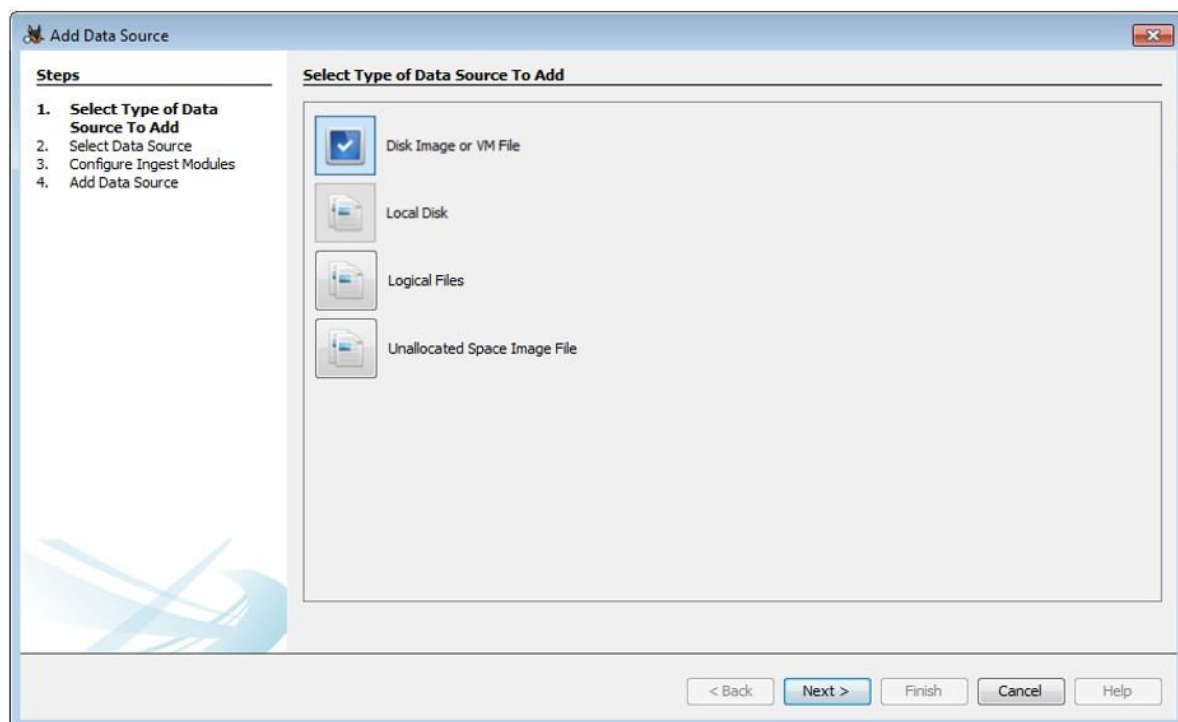 Add Data Source
Steps
1. Select Type of Data
Source To Add
2. Select Data Source
3. Configure Ingest Modules
4. Add Data Source
Select Type of Data Source To Add
Disk Image or VM File
Local Disk
Logical Files
Unallocated Space Image File
< Back
Next >
Finish
Cancel
Help